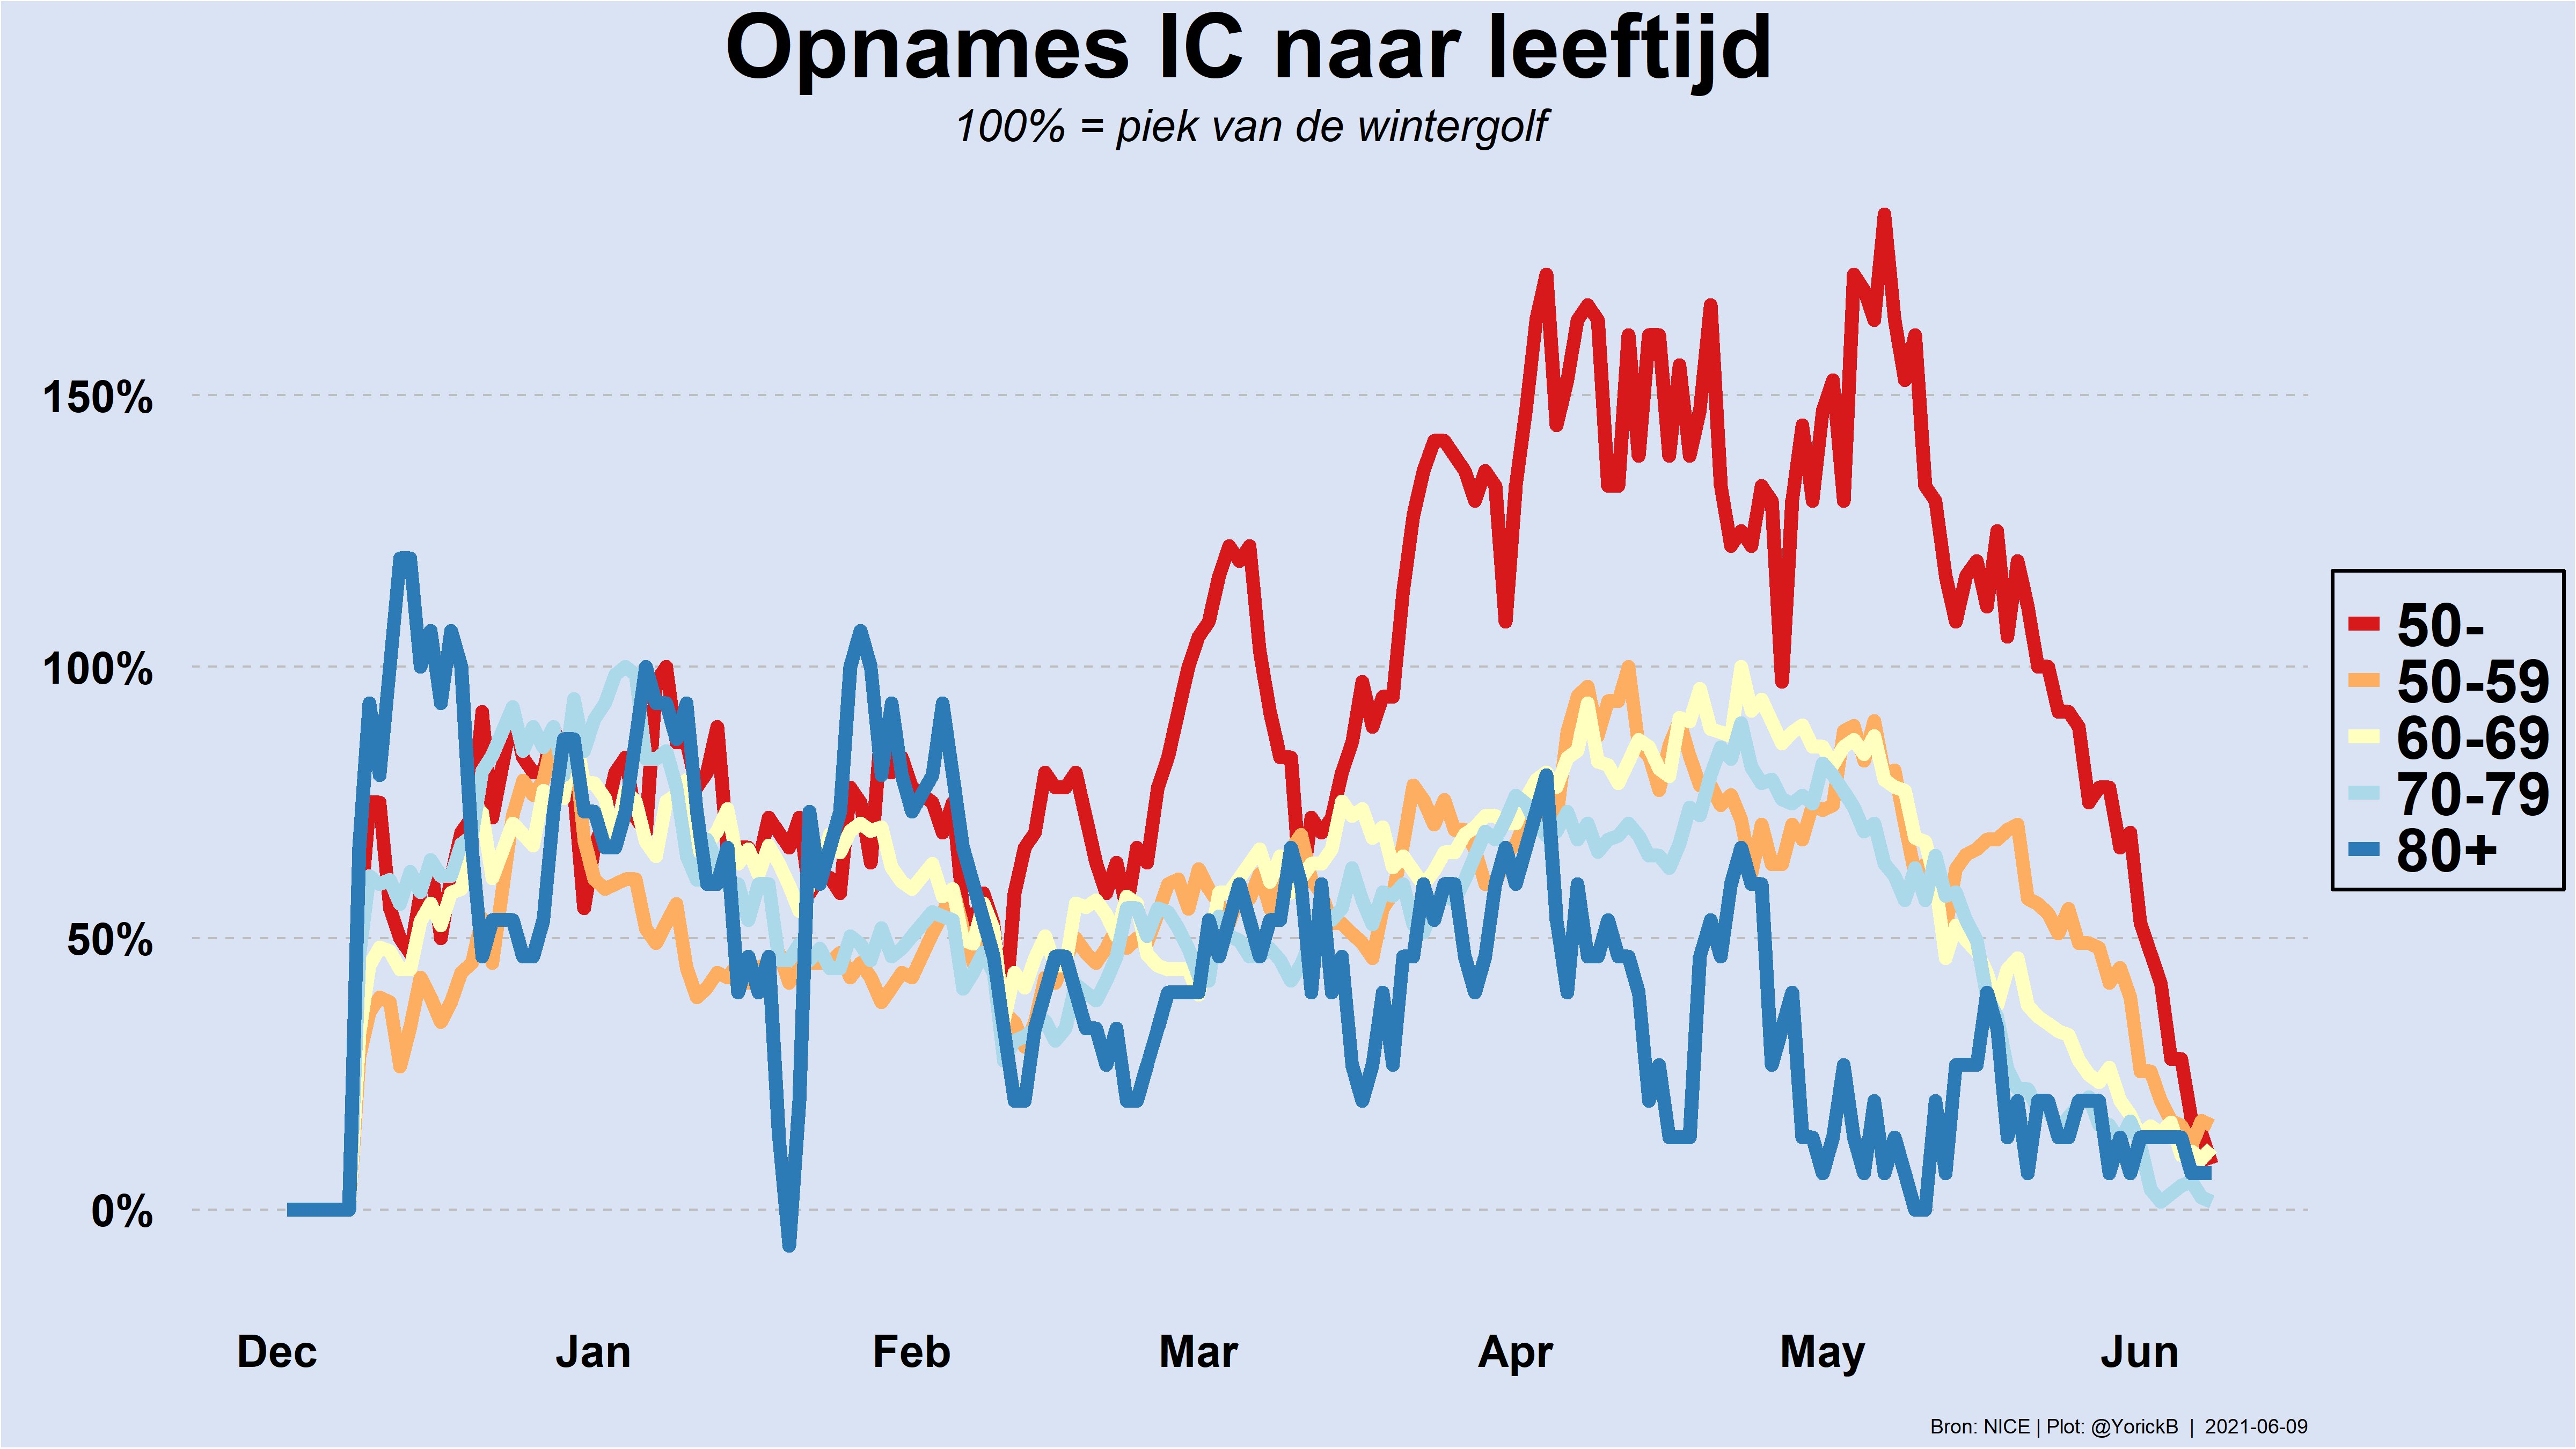 Opnames IC naar leeftijd
100% = piek van de wintergolf
150%
100%
50%
0%
Dec Jan Feb Mar Apr May Jun
50-
50-59
60-69
70-79
80+
Bron: NICE | Plot: @YorickB | 2021-06-09